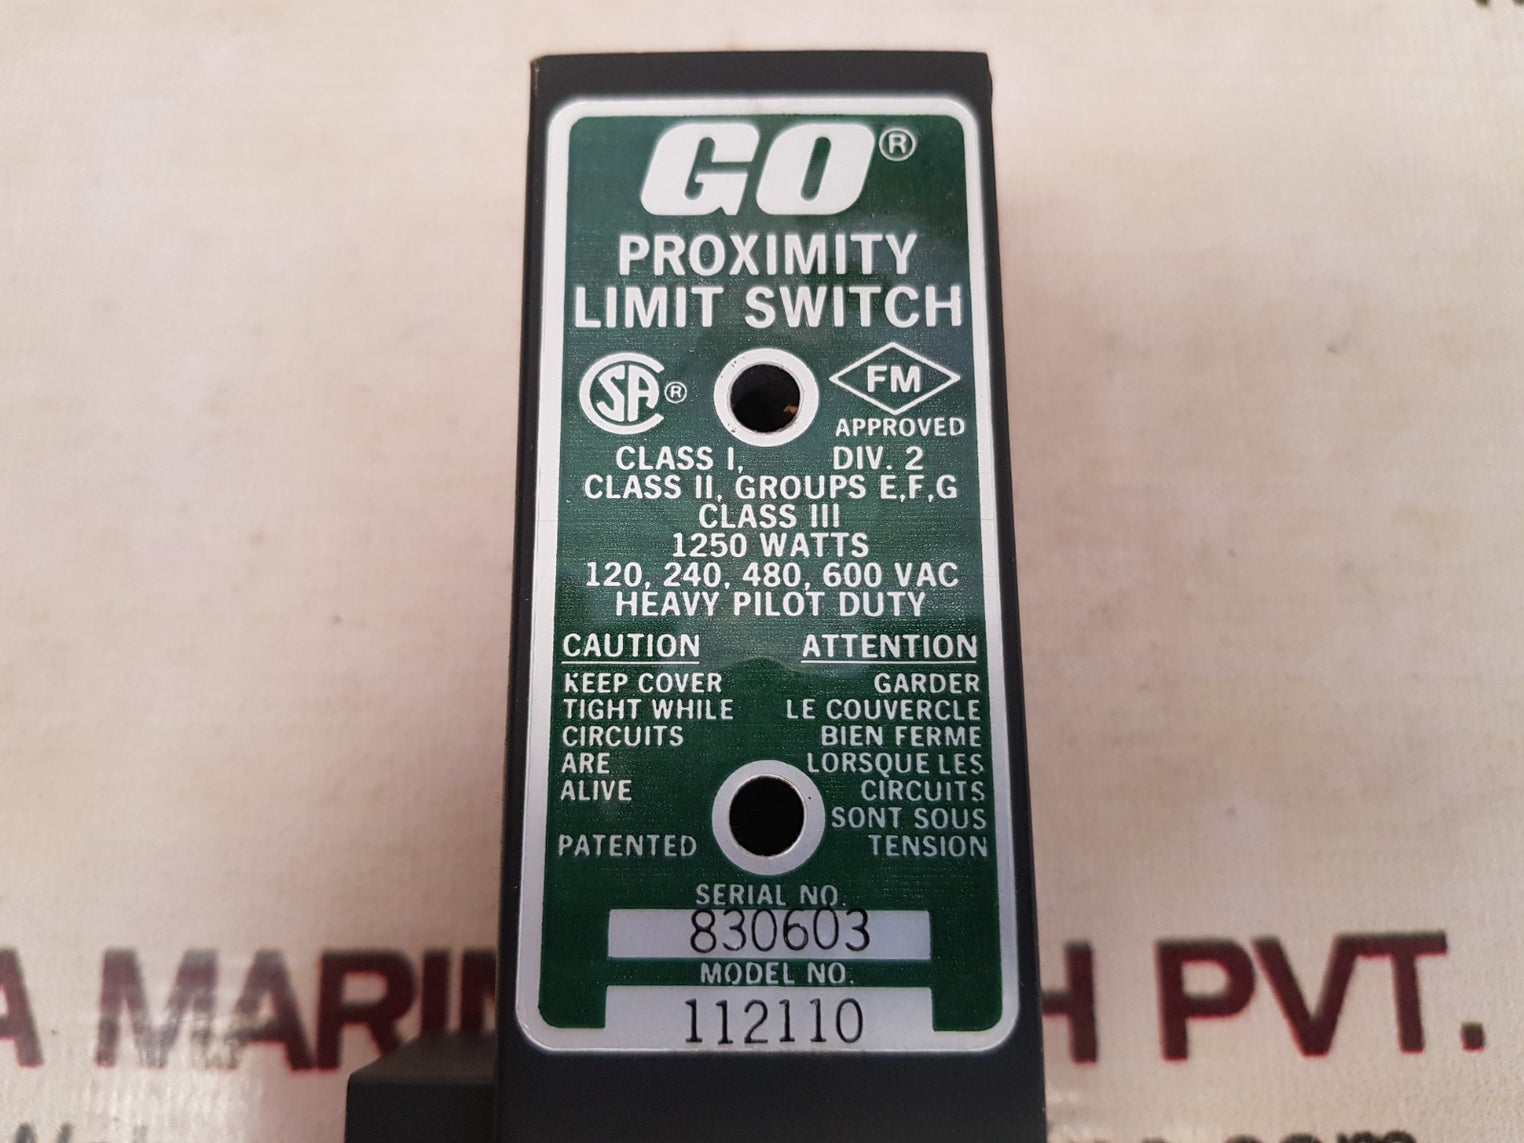 GO®
PROXIMITY
LIMIT SWITCH
CSA® FM
APPROVED
CLASS I, DIV. 2
CLASS II, GROUPS E,F,G
CLASS III
1250 WATTS
120, 240, 480, 600 VAC
HEAVY PILOT DUTY
CAUTION
KEEP COVER
TIGHT WHILE
CIRCUITS
ARE
ALIVE
PATENTED
ATTENTION
GARDER
LE COUVERCLE
BIEN FERME
LORSQUE LES
CIRCUITS
SONT SOUS
TENSION
SERIAL NO.
830603
MODEL NO.
112110
PVT.